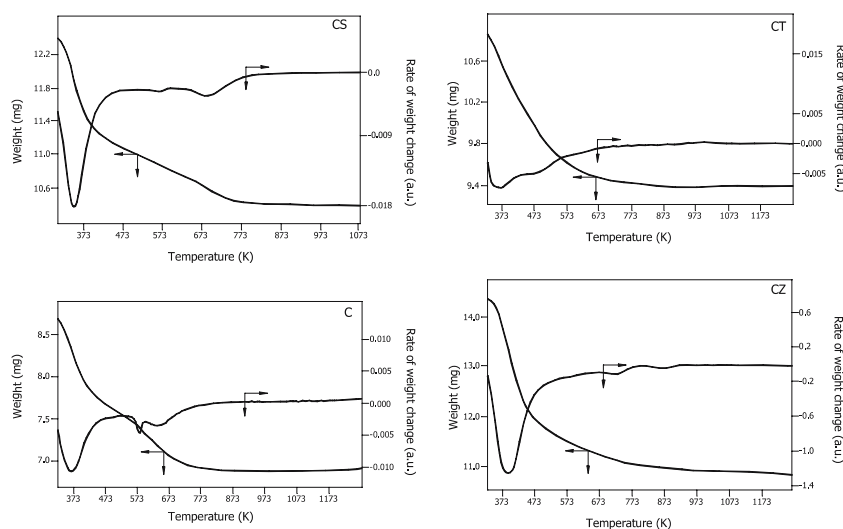 CS
12.2
11.8
11.4
11.0
10.6
Weight (mg)
0.0
-0.009
-0.018
Rate of
weight change (a.u.)
373 473 573 673 773 873 973 1073
Temperature (K)
CT
10.6
10.2
9.8
9.4
Weight (mg)
0.015
0.005
0.000
-0.005
Rate of
weight change (a.u.)
373 473 573 673 773 873 973 1073 1173
Temperature (K)
C
8.5
8.0
7.5
7.0
Weight (mg)
0.010
0.000
-0.005
-0.010
Rate of weight change (a.u.)
373 473 573 673 773 873 973 1073 1173
Temperature (K)
CZ
14.0
13.0
12.0
11.0
Weight (mg)
-0.6
-0.2
-0.2
-0.6
-1.0
-1.4
Rate of
weight change (a.u.)
373 473 573 673 773 873 973 1073 1173
Temperature (K)